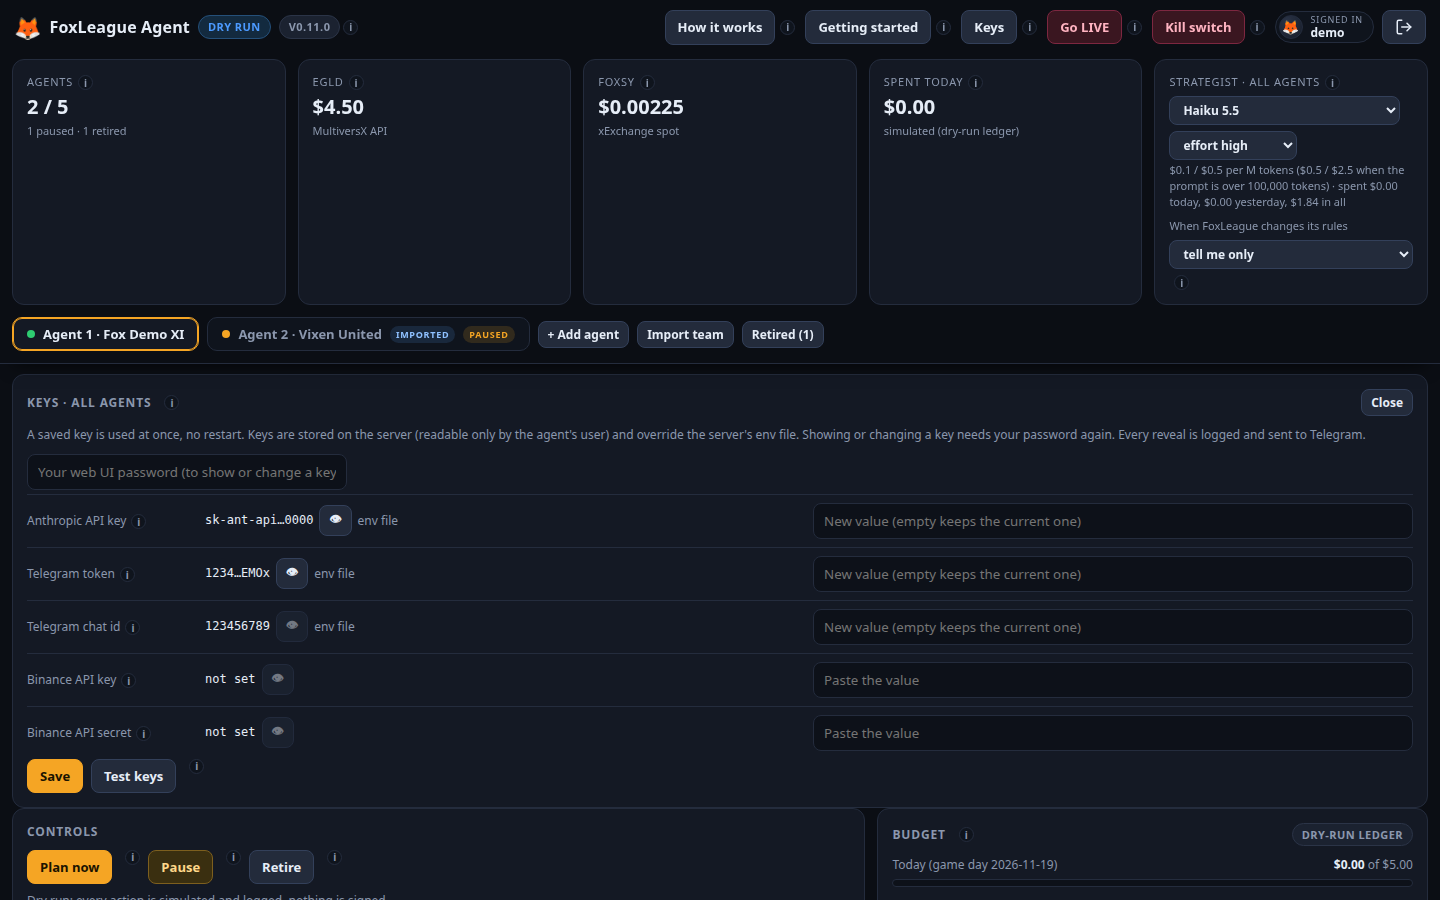 FoxLeague Agent
DRY RUN
V0.11.0
i
How it works
i
Getting started
i
Keys
i
Go LIVE
i
Kill switch
i
SIGNED IN
demo
AGENTS i
2 / 5
1 paused · 1 retired
EGLD i
$4.50
MultiversX API
FOXSY i
$0.00225
xExchange spot
SPENT TODAY i
$0.00
simulated (dry-run ledger)
STRATEGIST · ALL AGENTS i
Haiku 5.5
effort high
$0.1 / $0.5 per M tokens ($0.5 / $2.5 when the
prompt is over 100,000 tokens) · spent $0.00
today, $0.00 yesterday, $1.84 in all
When FoxLeague changes its rules
tell me only
i
Agent 1 · Fox Demo XI
Agent 2 · Vixen United IMPORTED PAUSED
+ Add agent
Import team
Retired (1)
KEYS · ALL AGENTS i
Close
A saved key is used at once, no restart. Keys are stored on the server (readable only by the agent's user) and override the server's env file. Showing or changing a key needs your password again. Every reveal is logged and sent to Telegram.
Your web UI password (to show or change a key
Anthropic API key i sk-ant-api…0000 env file New value (empty keeps the current one)
Telegram token i 1234…EMOx env file New value (empty keeps the current one)
Telegram chat id i 123456789 env file New value (empty keeps the current one)
Binance API key i not set Paste the value
Binance API secret i not set Paste the value
Save
Test keys
i
CONTROLS
Plan now
i
Pause
i
Retire
i
Dry run: every action is simulated and logged, nothing is signed.
BUDGET i
DRY-RUN LEDGER
Today (game day 2026-11-19) $0.00 of $5.00